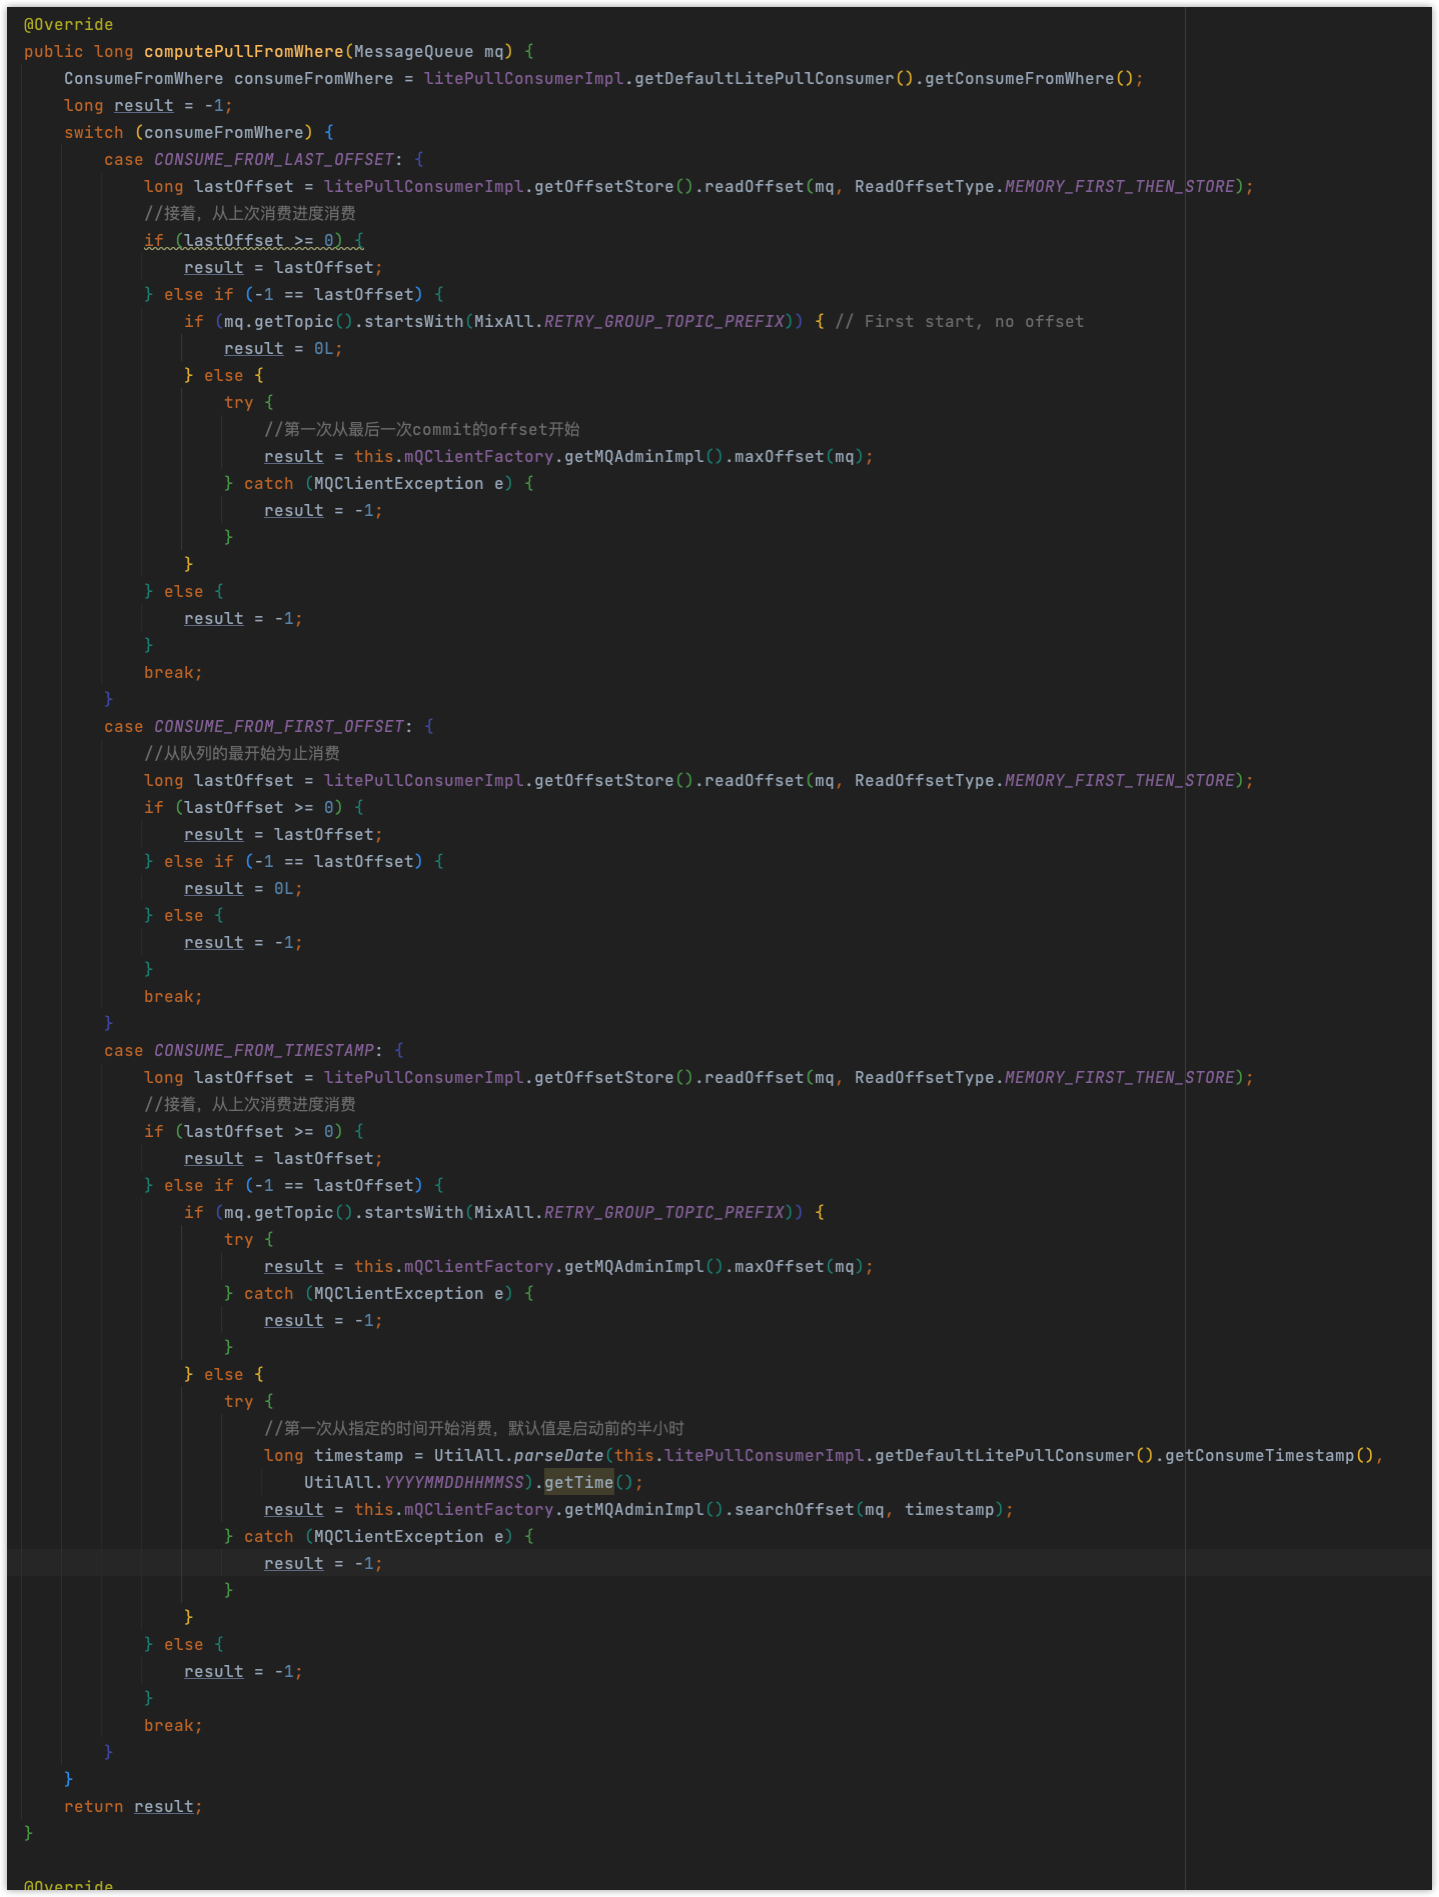 @Override
public long computePullFromWhere(MessageQueue mq) {
    ConsumeFromWhere consumeFromWhere = litePullConsumerImpl.getDefaultLitePullConsumer().getConsumeFromWhere();
    long result = -1;
    switch (consumeFromWhere) {
        case CONSUME_FROM_LAST_OFFSET: {
            long lastOffset = litePullConsumerImpl.getOffsetStore().readOffset(mq, ReadOffsetType.MEMORY_FIRST_THEN_STORE);
            //接着，从上次消费进度消费
            if (lastOffset >= 0) {
                result = lastOffset;
            } else if (-1 == lastOffset) {
                if (mq.getTopic().startsWith(MixAll.RETRY_GROUP_TOPIC_PREFIX)) { // First start, no offset
                    result = 0L;
                } else {
                    try {
                        //第一次从最后一次commit的offset开始
                        result = this.mQClientFactory.getMQAdminImpl().maxOffset(mq);
                    } catch (MQClientException e) {
                        result = -1;
                    }
                }
            } else {
                result = -1;
            }
            break;
        }
        case CONSUME_FROM_FIRST_OFFSET: {
            //从队列的最开始为止消费
            long lastOffset = litePullConsumerImpl.getOffsetStore().readOffset(mq, ReadOffsetType.MEMORY_FIRST_THEN_STORE);
            if (lastOffset >= 0) {
                result = lastOffset;
            } else if (-1 == lastOffset) {
                result = 0L;
            } else {
                result = -1;
            }
            break;
        }
        case CONSUME_FROM_TIMESTAMP: {
            long lastOffset = litePullConsumerImpl.getOffsetStore().readOffset(mq, ReadOffsetType.MEMORY_FIRST_THEN_STORE);
            //接着，从上次消费进度消费
            if (lastOffset >= 0) {
                result = lastOffset;
            } else if (-1 == lastOffset) {
                if (mq.getTopic().startsWith(MixAll.RETRY_GROUP_TOPIC_PREFIX)) {
                    try {
                        result = this.mQClientFactory.getMQAdminImpl().maxOffset(mq);
                    } catch (MQClientException e) {
                        result = -1;
                    }
                } else {
                    try {
                        //第一次从指定的时间开始消费，默认值是启动前的半小时
                        long timestamp = UtilAll.parseDate(this.litePullConsumerImpl.getDefaultLitePullConsumer().getConsumeTimestamp(),
                            UtilAll.YYYYMMDDHHMMSS).getTime();
                        result = this.mQClientFactory.getMQAdminImpl().searchOffset(mq, timestamp);
                    } catch (MQClientException e) {
                        result = -1;
                    }
                }
            } else {
                result = -1;
            }
            break;
        }
    }
    return result;
}
@Override